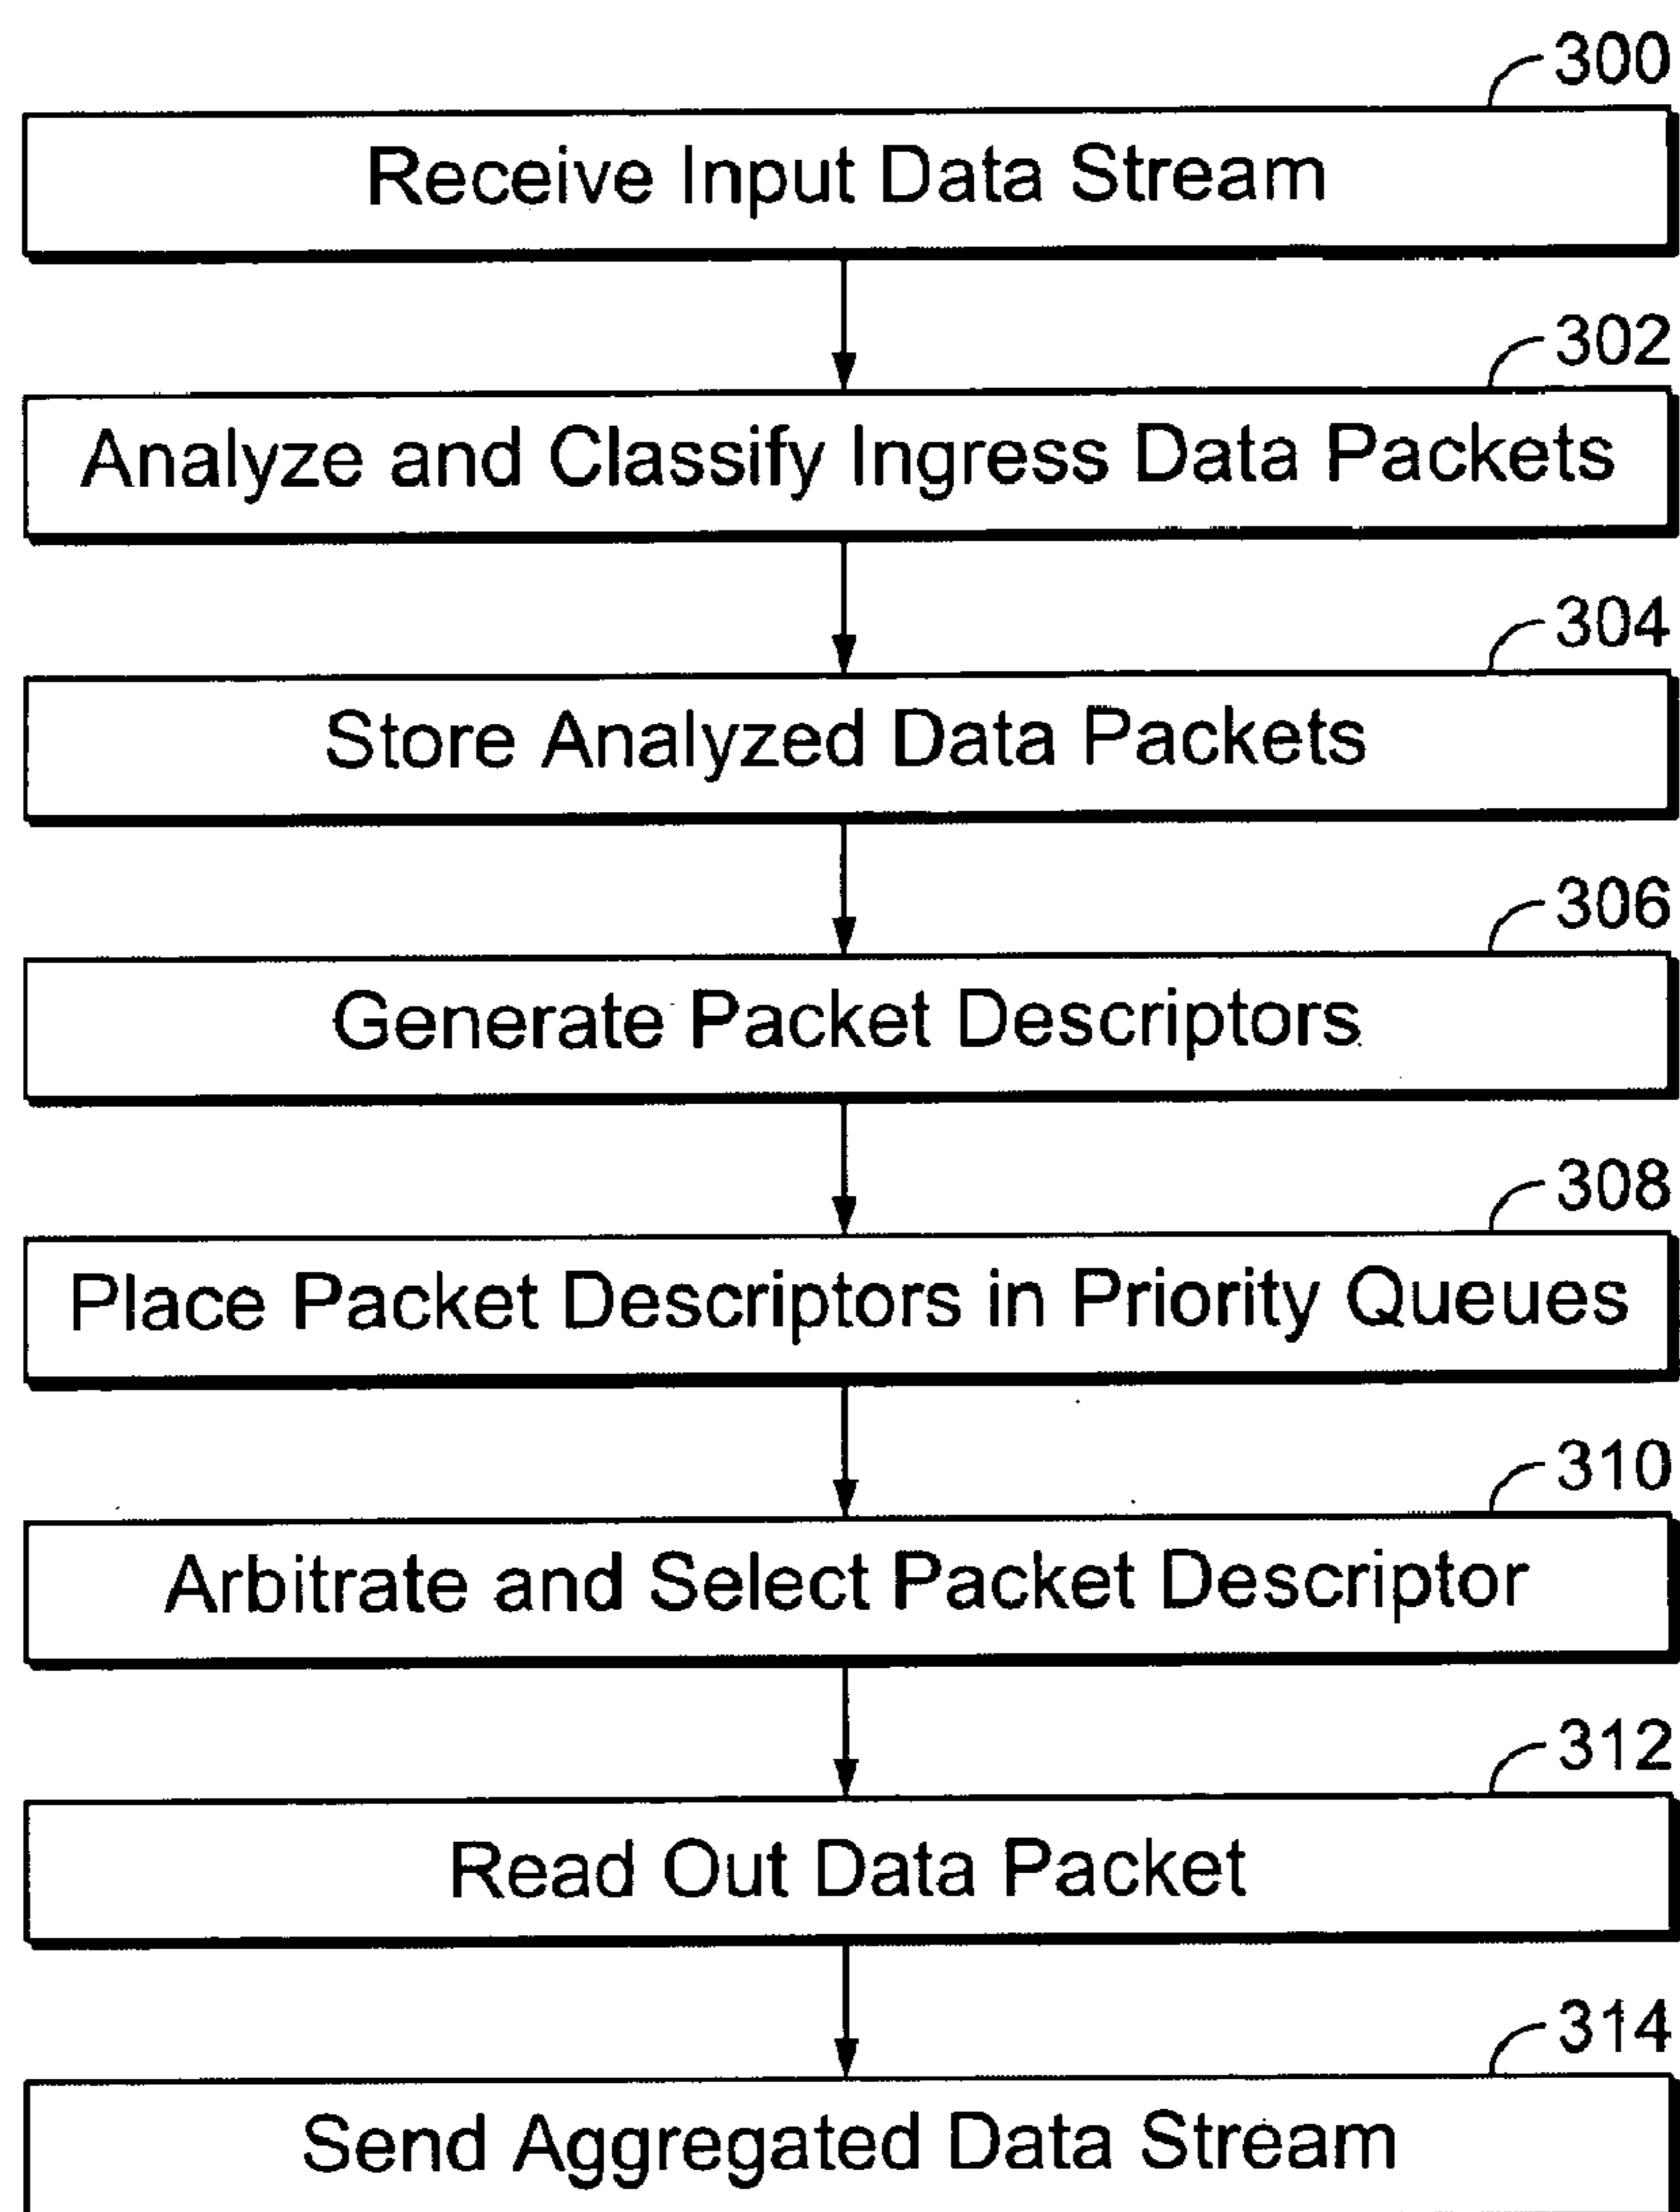 300
Receive Input Data Stream
302
Analyze and Classify Ingress Data Packets
304
Store Analyzed Data Packets
306
Generate Packet Descriptors
308
Place Packet Descriptors in Priority Queues
310
Arbitrate and Select Packet Descriptor
312
Read Out Data Packet
314
Send Aggregated Data Stream